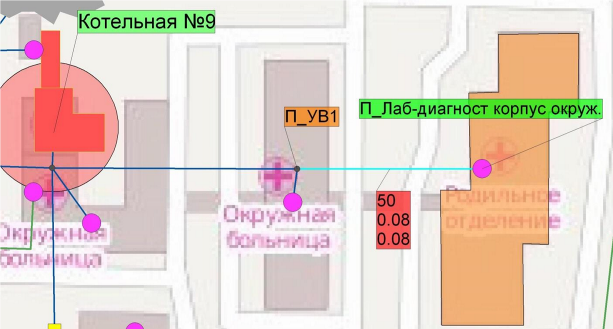 Котельная №9
П_УВ1
П_Лаб-диагност корпус окруж.
50
0.08
0.08
Родильное
отделение
Окружная
больница
Окружная
больница